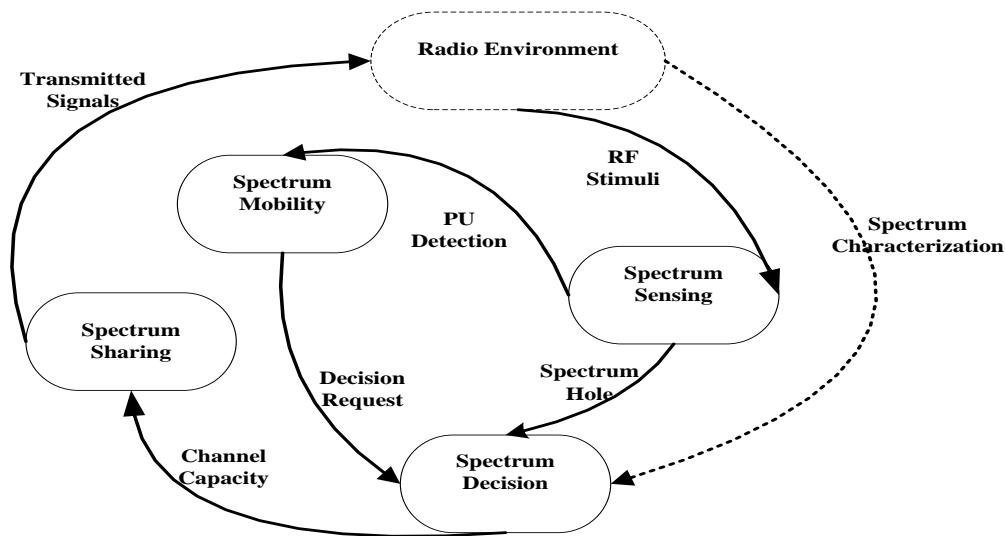 Radio Environment
Transmitted
Signals
RF
Stimuli
Spectrum
Mobility
PU
Detection
Spectrum
Characterization
Spectrum
Sensing
Spectrum
Sharing
Decision
Request
Spectrum
Hole
Channel
Capacity
Spectrum
Decision